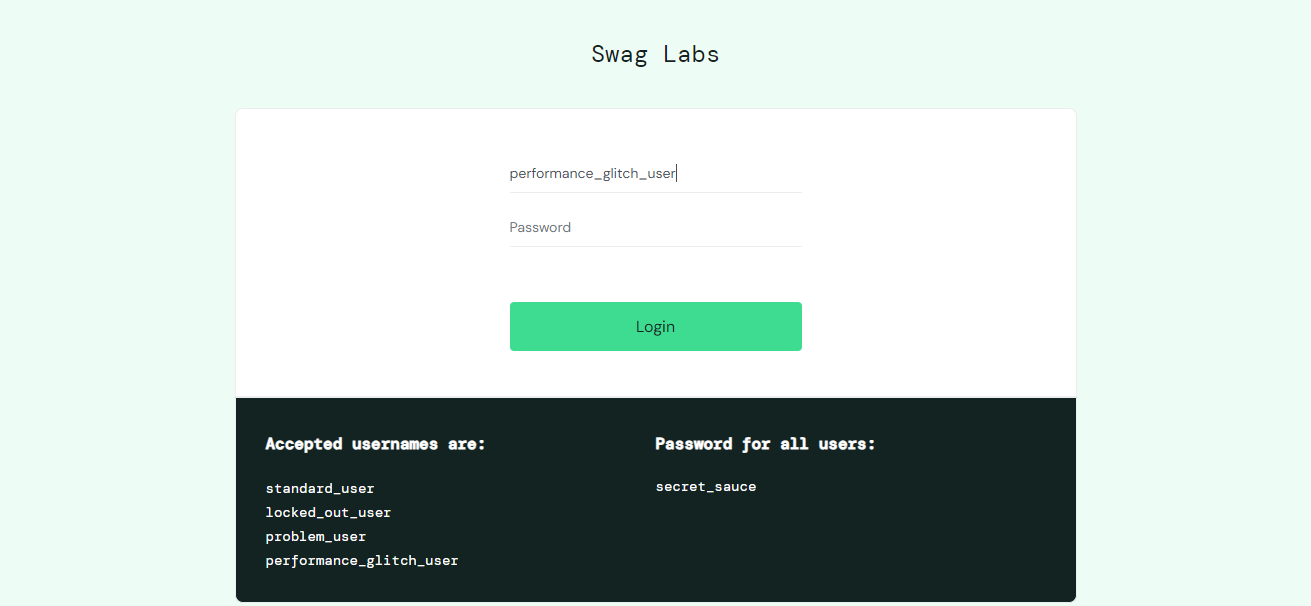 Swag Labs
performance_glitch_user
Password
Login
Accepted usernames are:
standard_user
locked_out_user
problem_user
performance_glitch_user
Password for all users:
secret_sauce